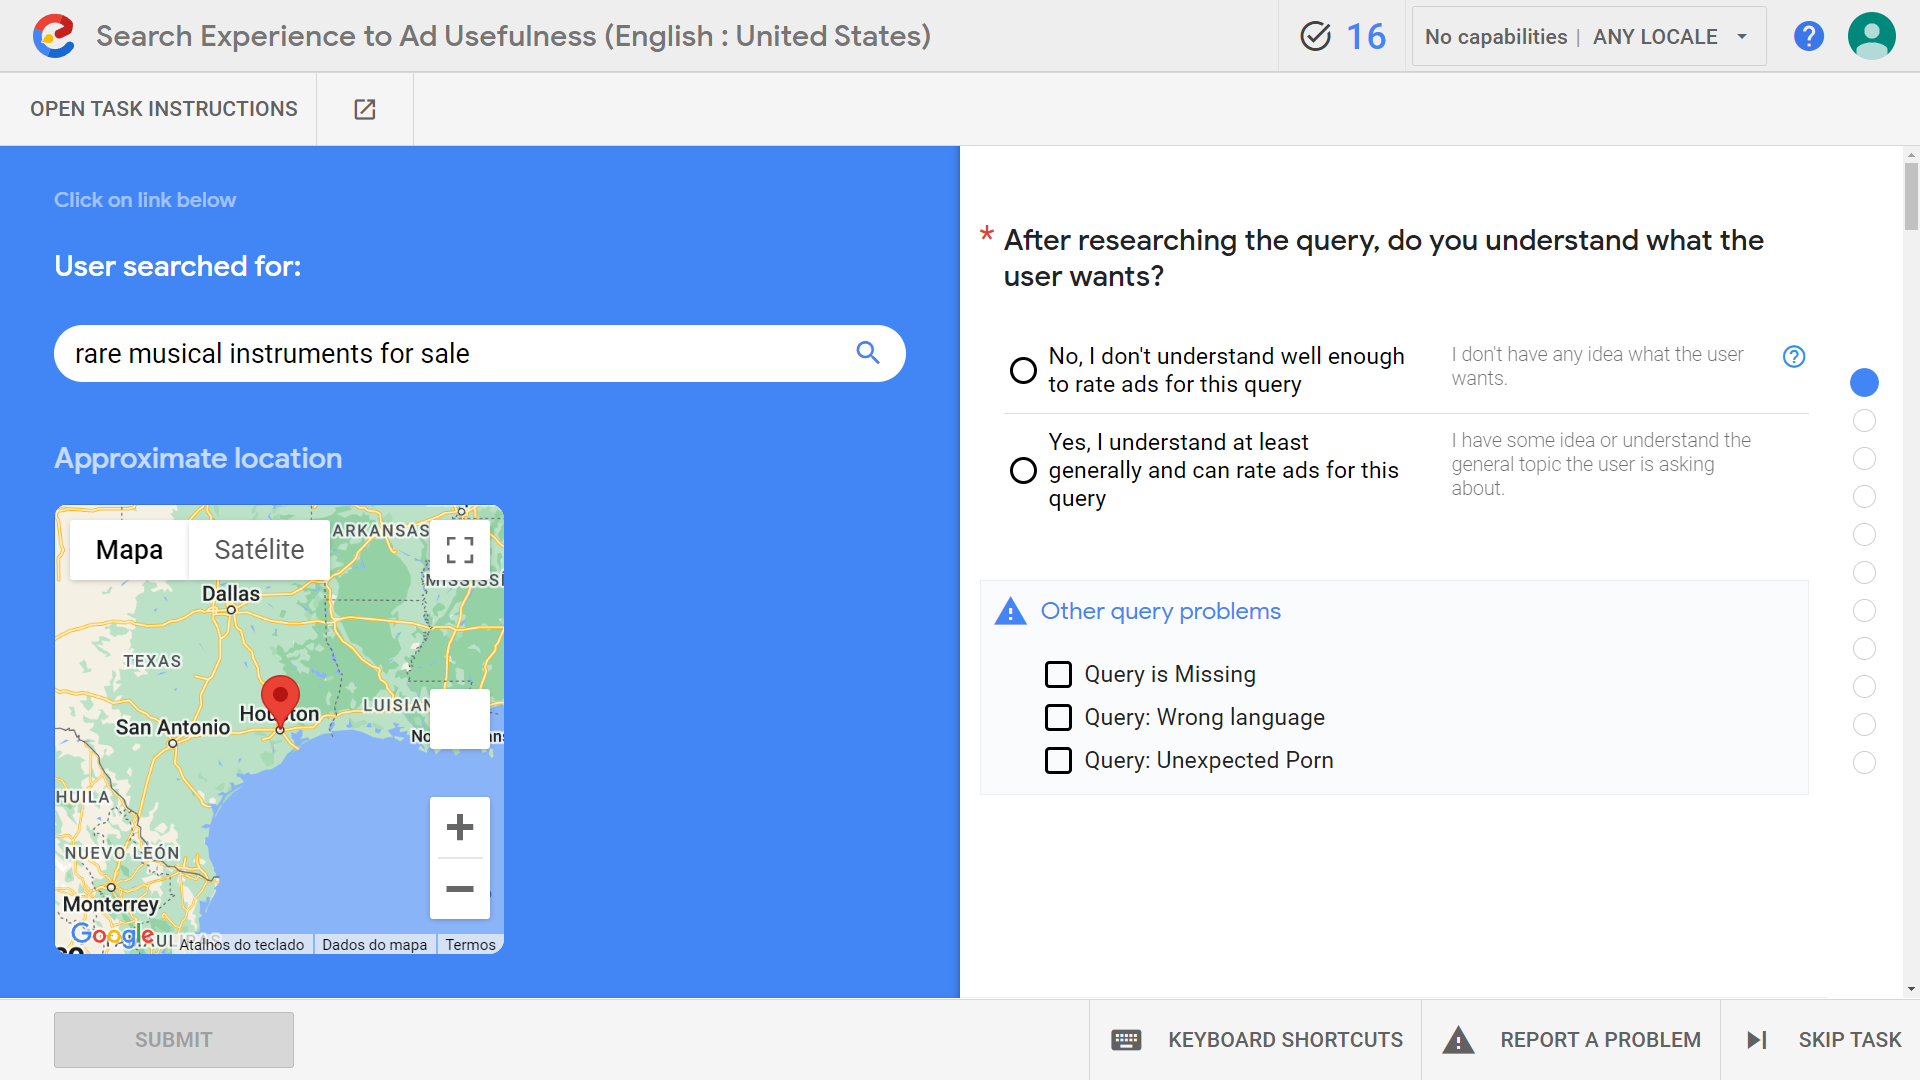 Search Experience to Ad Usefulness (English : United States)
16
No capabilities | ANY LOCALE
OPEN TASK INSTRUCTIONS
Click on link below
User searched for:
rare musical instruments for sale
Approximate location
Mapa
Satélite
ARKANSAS
Dallas
TEXAS
San Antonio
LUISIAN
HUILA
NUEVO LEÓN
Monterrey
Google
Atalhos do teclado
Dados do mapa
Termos
* After researching the query, do you understand what the
user wants?
No, I don't understand well enough
to rate ads for this query
I don't have any idea what the user
wants.
Yes, I understand at least
generally and can rate ads for this
query
I have some idea or understand the
general topic the user is asking
about.
Other query problems
Query is Missing
Query: Wrong language
Query: Unexpected Porn
SUBMIT
KEYBOARD SHORTCUTS
REPORT A PROBLEM
SKIP TASK